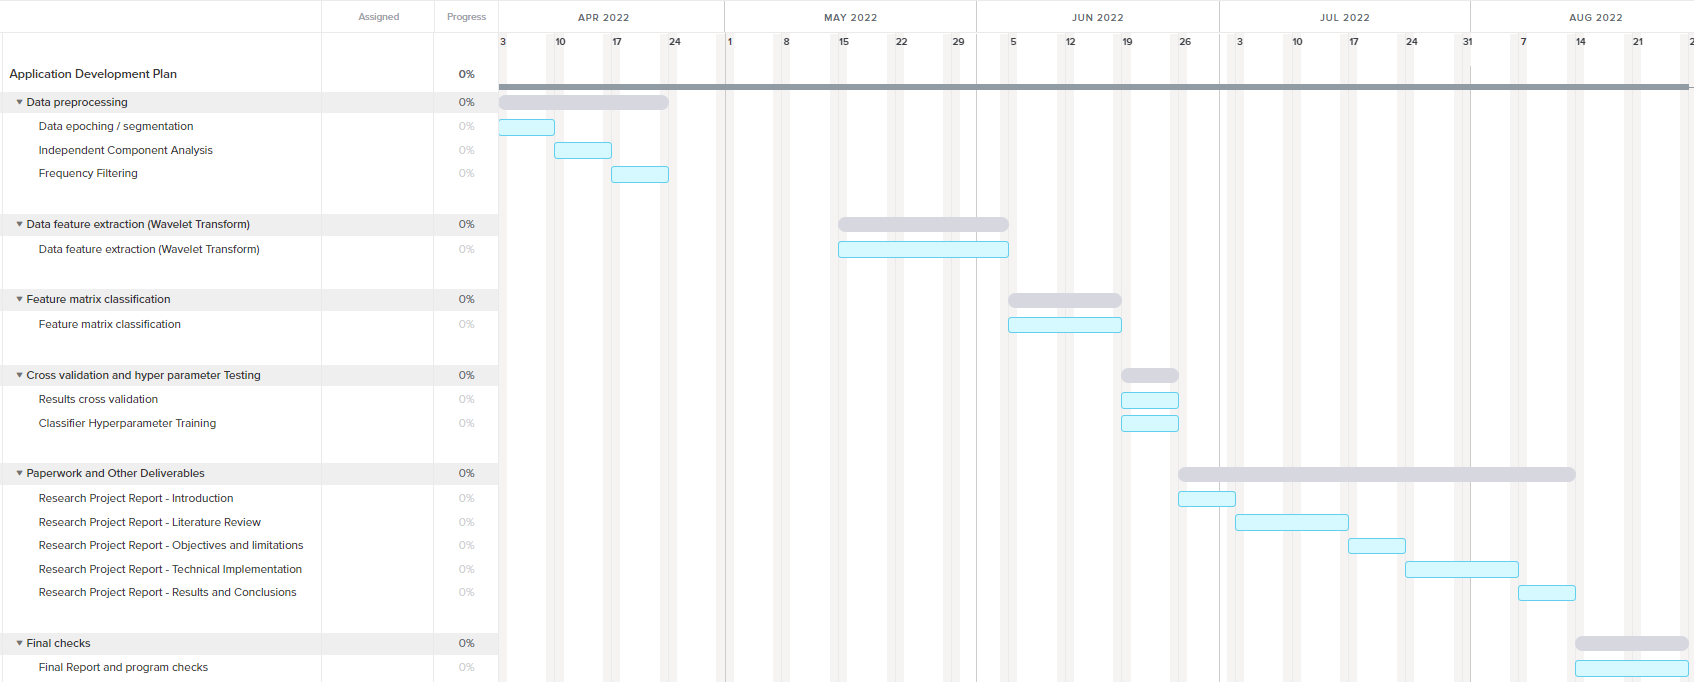 Assigned Progress APR 2022 MAY 2022 JUN 2022 JUL 2022 AUG 2022
3 10 17 24 1 8 15 22 29 5 12 19 26 3 10 17 24 31 7 14 21
Application Development Plan 0%
Data preprocessing 0%
Data epoching / segmentation 0%
Independent Component Analysis 0%
Frequency Filtering 0%
Data feature extraction (Wavelet Transform) 0%
Data feature extraction (Wavelet Transform) 0%
Feature matrix classification 0%
Feature matrix classification 0%
Cross validation and hyper parameter Testing 0%
Results cross validation 0%
Classifier Hyperparameter Training 0%
Paperwork and Other Deliverables 0%
Research Project Report - Introduction 0%
Research Project Report - Literature Review 0%
Research Project Report - Objectives and limitations 0%
Research Project Report - Technical Implementation 0%
Research Project Report - Results and Conclusions 0%
Final checks 0%
Final Report and program checks 0%